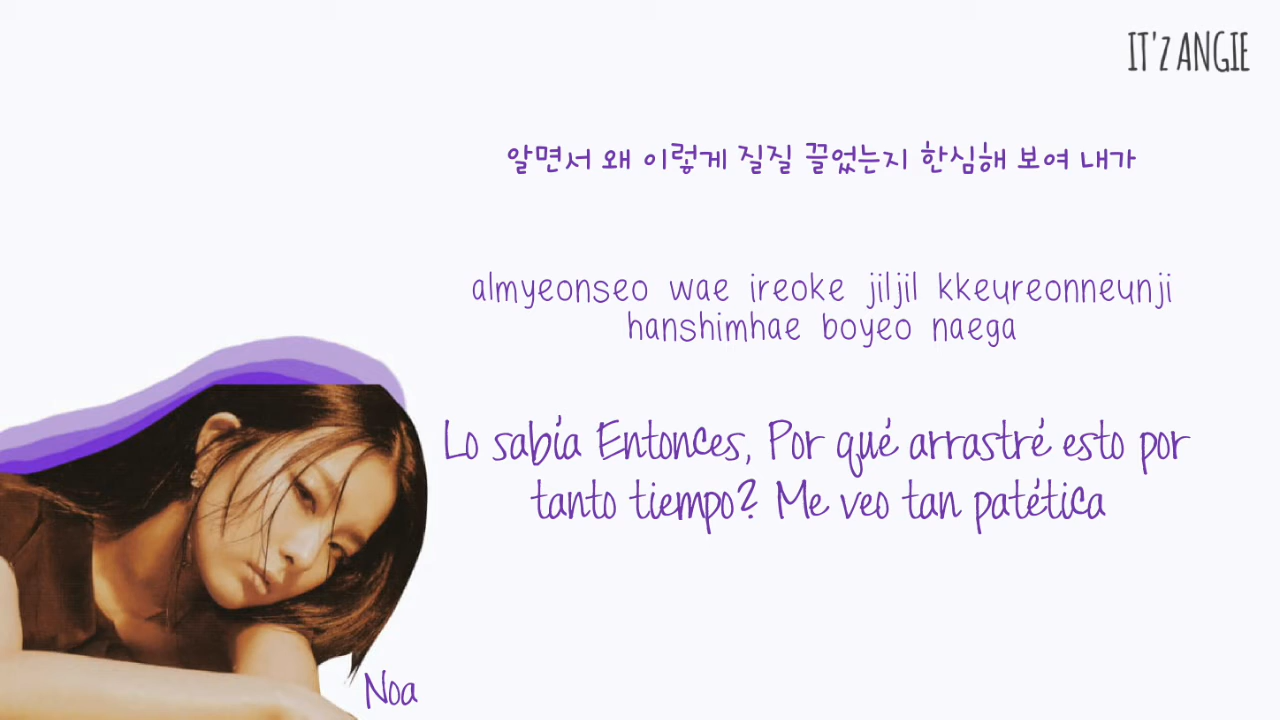 IT'z ANGIE
알면서 왜 이렇게 질질 끌었는지 한심해 보여 내가
almyeonseo wae ireoke jiljil kkeureonneunji
hanshimhae boyeo naega
Lo sabía Entonces, Por qué arrastré esto por
tanto tiempo? Me veo tan patética
Noa